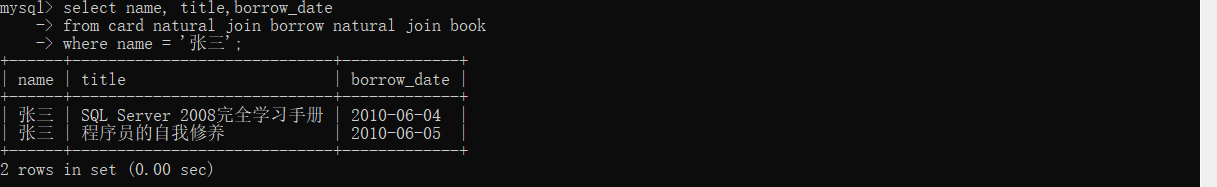 mysql> select name, title,borrow_date
    -> from card natural join borrow natural join book
    -> where name = '张三';
+------+----------------------------+-------------+
| name | title                      | borrow_date |
+------+----------------------------+-------------+
| 张三 | SQL Server 2008完全学习手册 | 2010-06-04  |
| 张三 | 程序员的自我修养            | 2010-06-05  |
+------+----------------------------+-------------+
2 rows in set (0.00 sec)